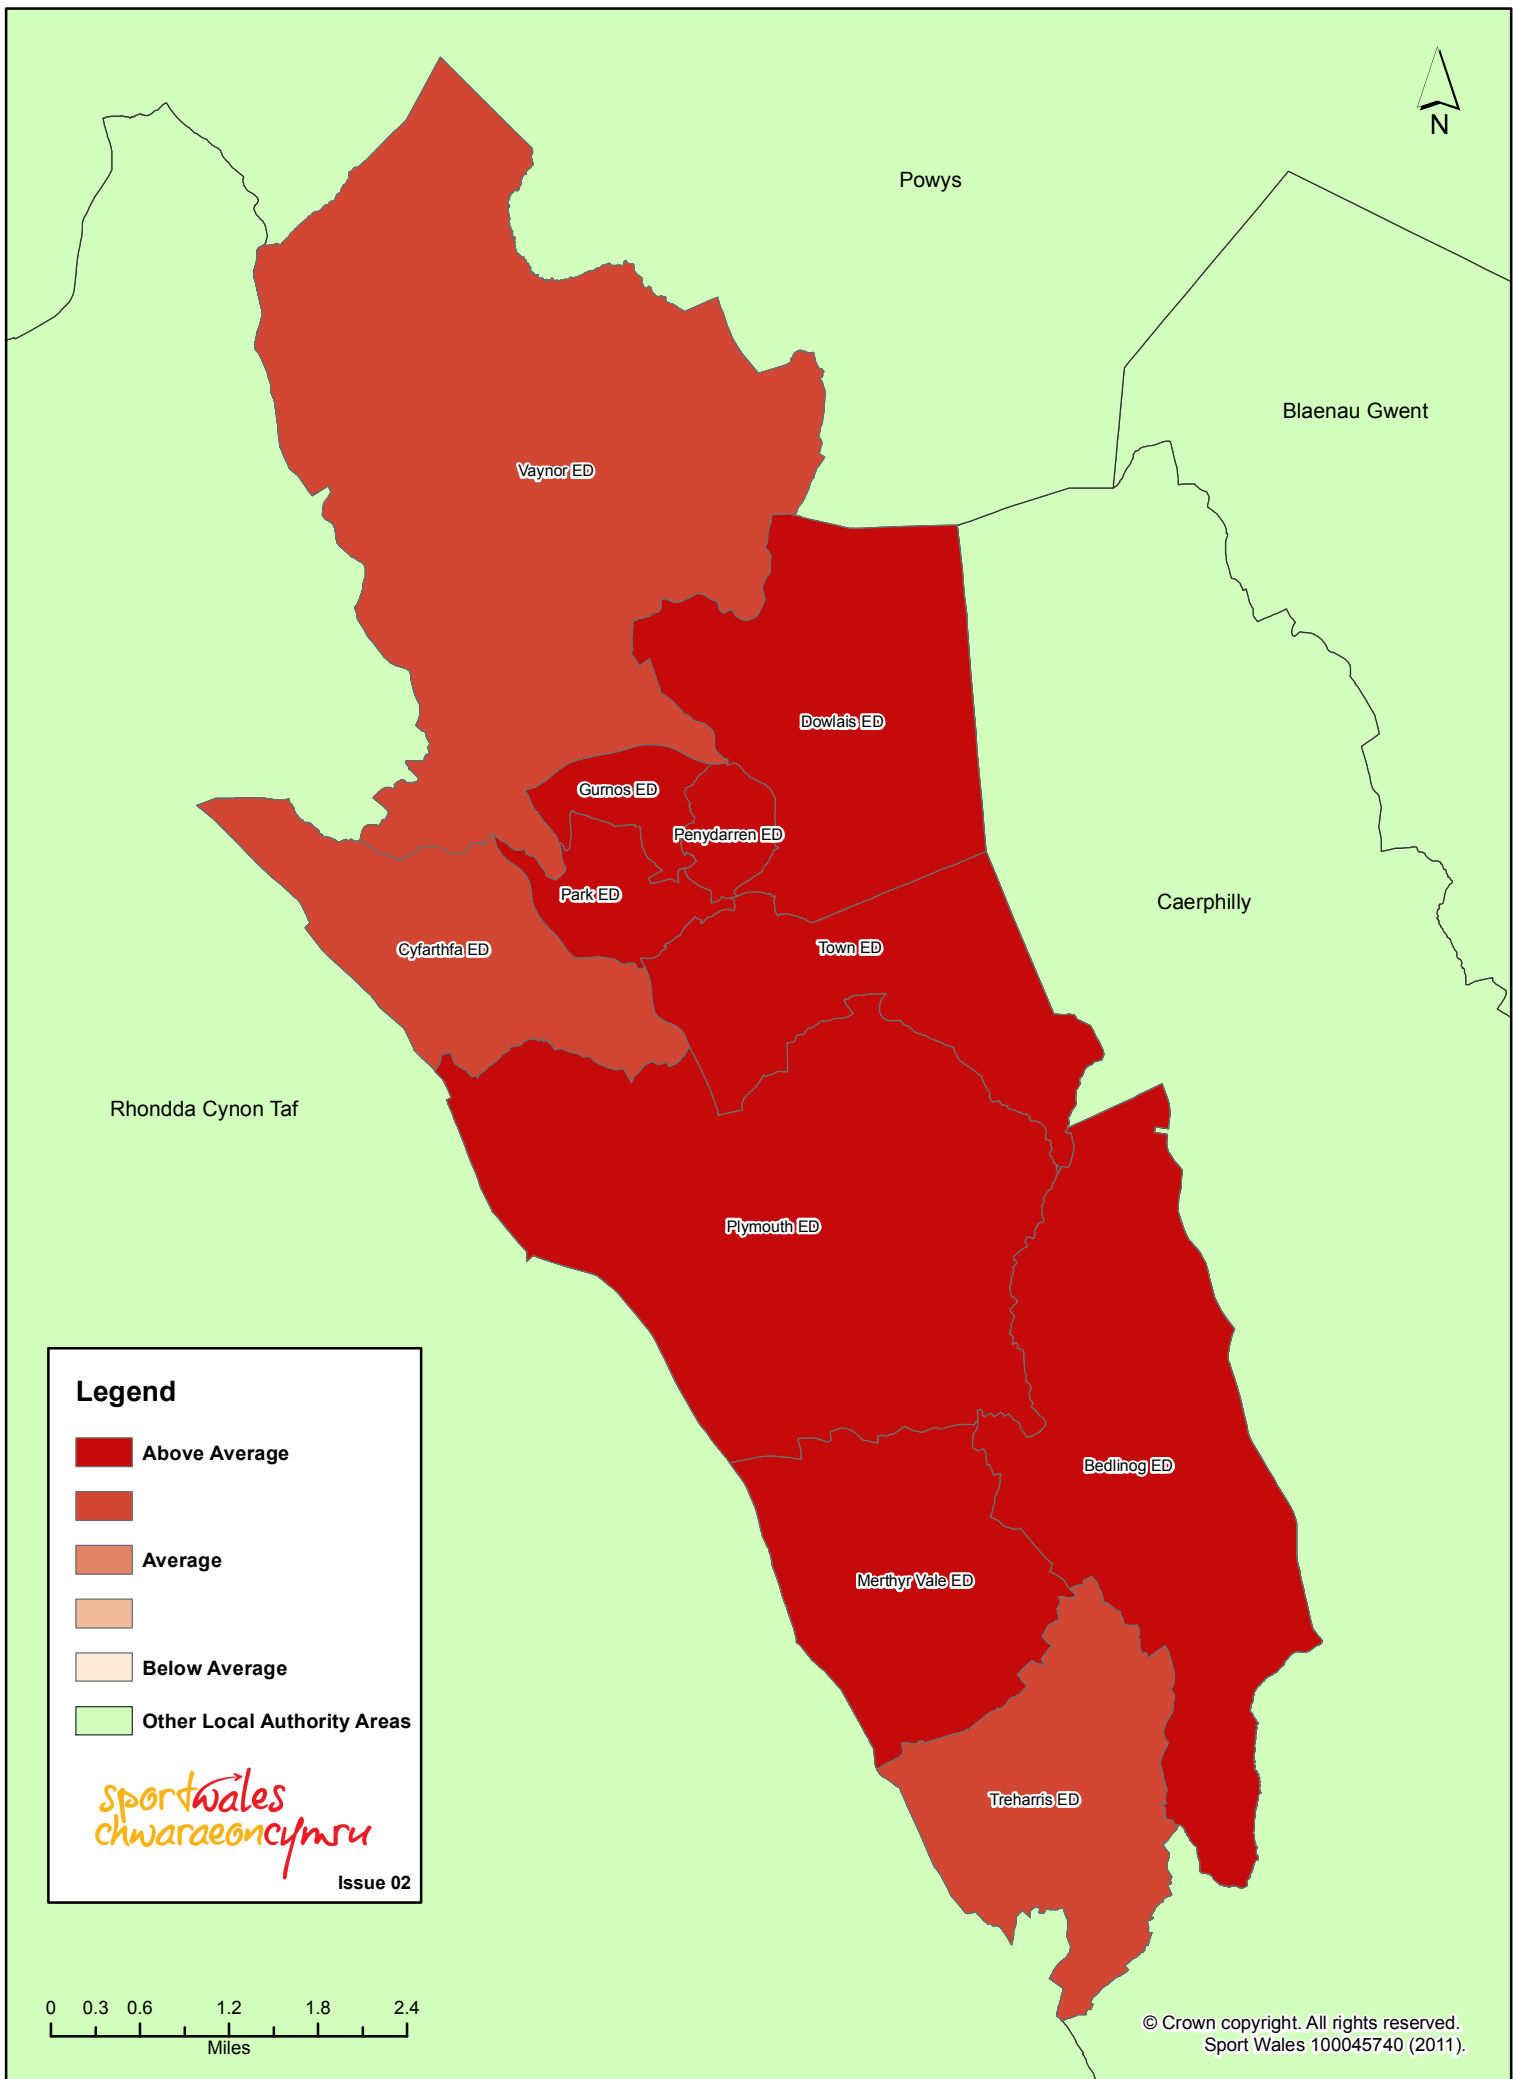 N
Powys
Blaenau Gwent
Vaynor ED
Dowlais ED
Gurnos ED
Penydarren ED
Park ED
Caerphilly
Cyfarthfa ED
Town ED
Rhondda Cynon Taf
Plymouth ED
Bedlinog ED
Merthyr Vale ED
Treharris ED
Legend
Above Average
Average
Below Average
Other Local Authority Areas
sportwales
chwaraeoncymru
Issue 02
0 0.3 0.6 1.2 1.8 2.4
Miles
© Crown copyright. All rights reserved.
Sport Wales 100045740 (2011).